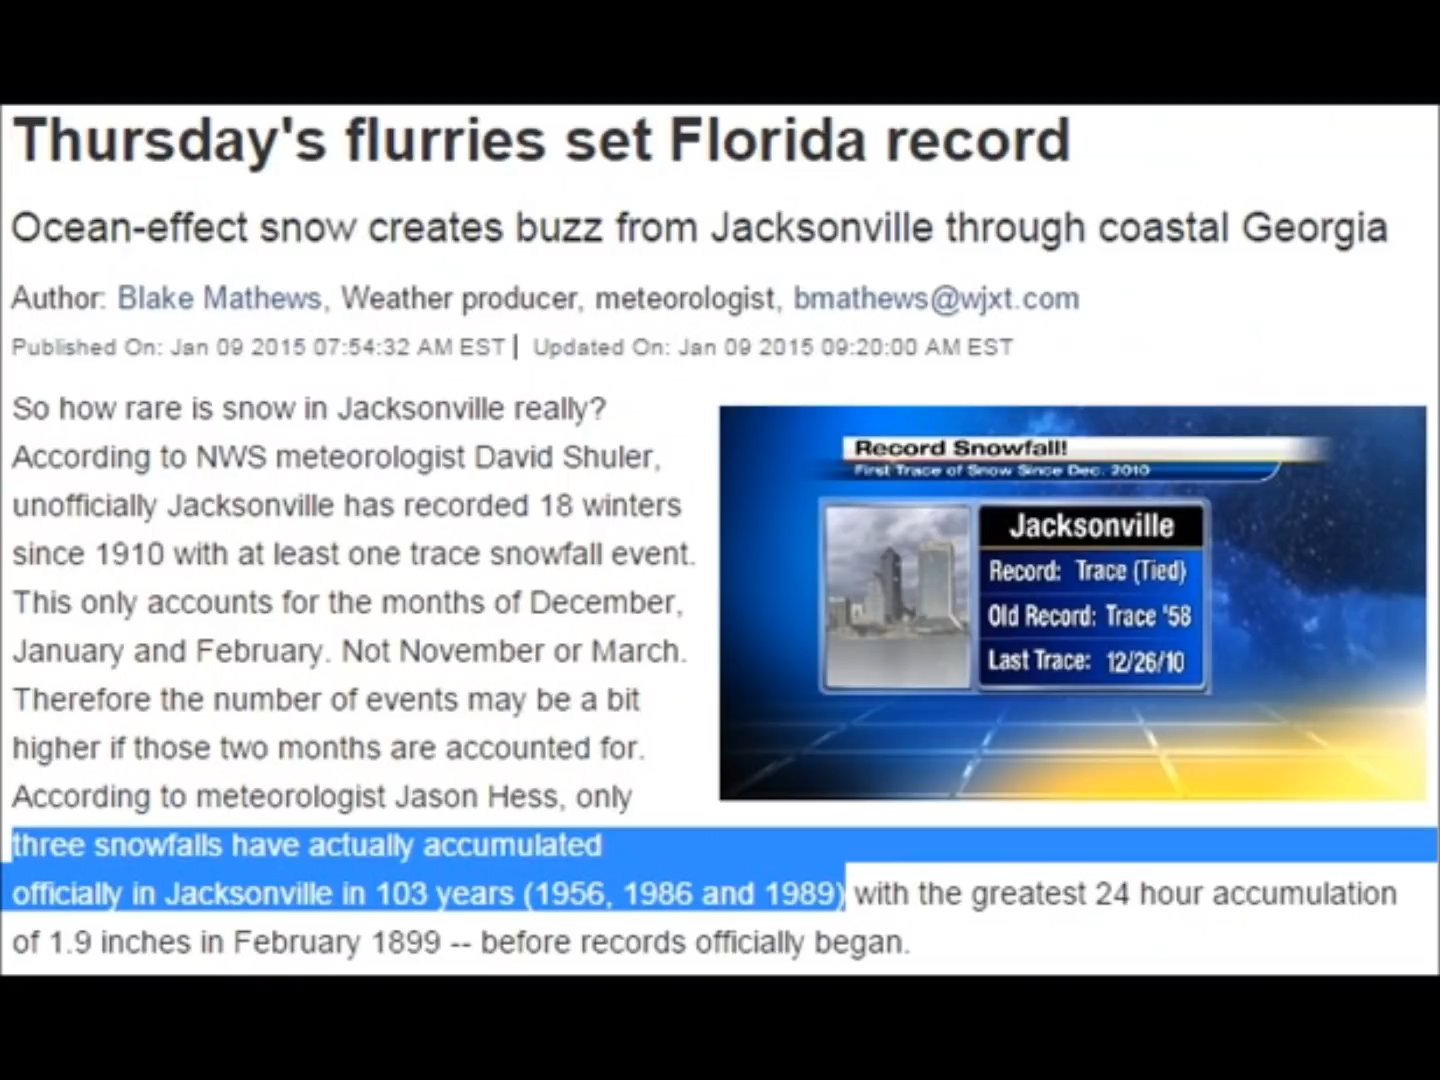 Thursday's flurries set Florida record
Ocean-effect snow creates buzz from Jacksonville through coastal Georgia
Author: Blake Mathews, Weather producer, meteorologist, bmathews@wjxt.com
Published On: Jan 09 2015 07:54:32 AM EST | Updated On: Jan 09 2015 09:20:00 AM EST
So how rare is snow in Jacksonville really?
According to NWS meteorologist David Shuler,
unofficially Jacksonville has recorded 18 winters
since 1910 with at least one trace snowfall event.
This only accounts for the months of December,
January and February. Not November or March.
Therefore the number of events may be a bit
higher if those two months are accounted for.
According to meteorologist Jason Hess, only
three snowfalls have actually accumulated
officially in Jacksonville in 103 years (1956, 1986 and 1989) with the greatest 24 hour accumulation
of 1.9 inches in February 1899 -- before records officially began.
Record Snowfall!
First Trace of Snow Since Dec. 2010
Jacksonville
Record: Trace (Tied)
Old Record: Trace '58
Last Trace: 12/26/10